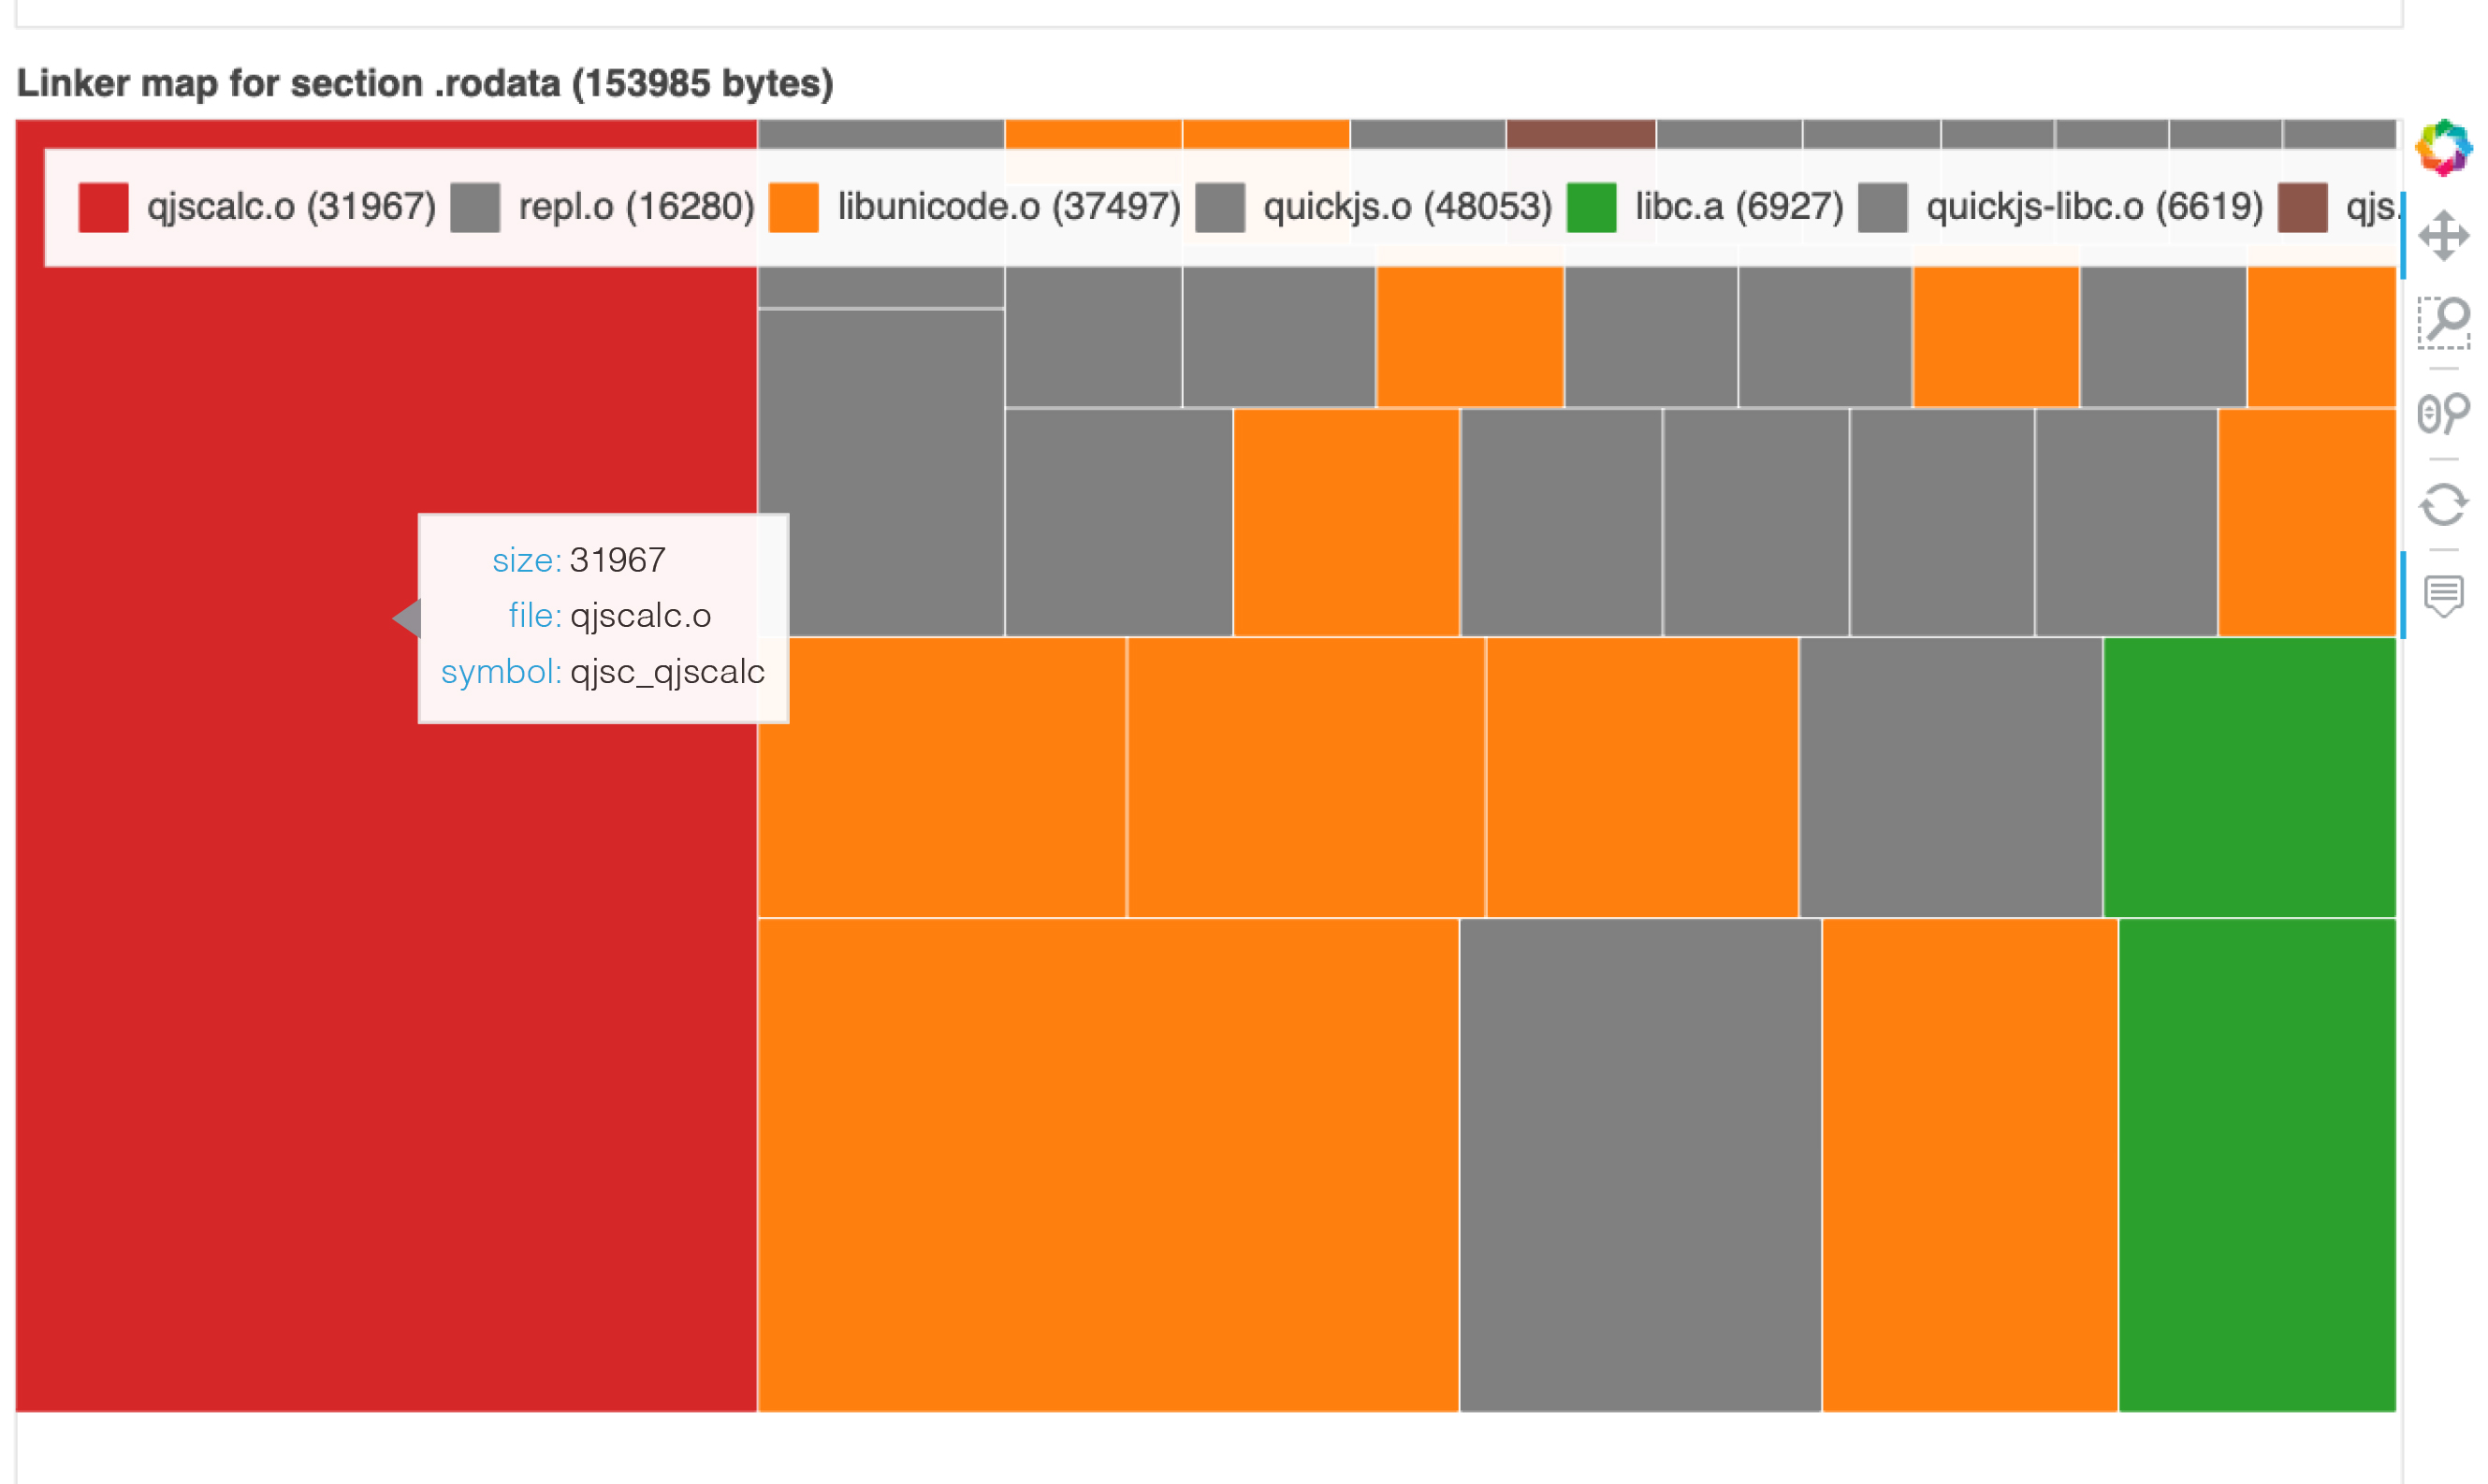 Linker map for section .rodata (153985 bytes)
qjscalc.o (31967) repl.o (16280) libunicode.o (37497) quickjs.o (48053) libc.a (6927) quickjs-libc.o (6619) qjs.
size: 31967
file: qjscalc.o
symbol: qjsc_qjscalc